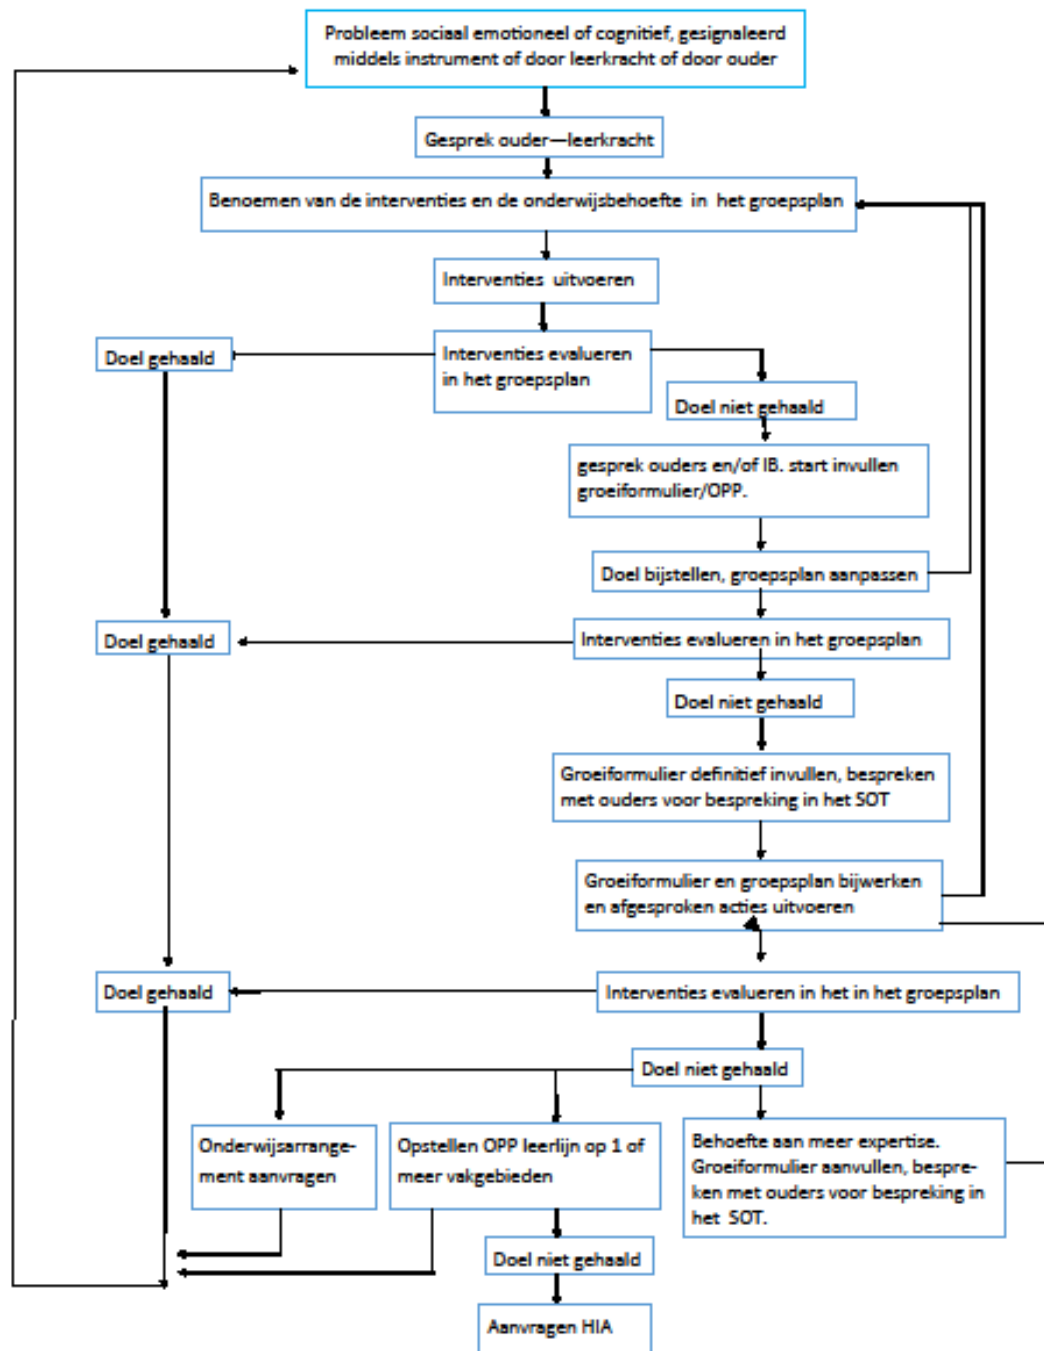 Probleem sociaal emotioneel of cognitief, gesignaleerd
middels instrument of door leerkracht of door ouder
Gesprek ouder—leerkracht
Benoemen van de interventies en de onderwijsbehoefte in het groepsplan
Interventies uitvoeren
Doel gehaald
Interventies evalueren
in het groepsplan
Doel niet gehaald
gesprek ouders en/of IB. start invullen
groeiformulier/OPP.
Doel bijstellen, groepsplan aanpassen
Doel gehaald
Interventies evalueren in het groepsplan
Doel niet gehaald
Groeiformulier definitief invullen, bespreken
met ouders voor bespreking in het SOT
Groeiformulier en groepsplan bijwerken
en afgesproken acties uitvoeren
Doel gehaald
Interventies evalueren in het in het groepsplan
Doel niet gehaald
Onderwijsarrange-
ment aanvragen
Opstellen OPP leerlijn op 1 of
meer vakgebieden
Behoefte aan meer expertise.
Groeiformulier aanvullen, bespre-
ken met ouders voor bespreking in
het SOT.
Doel niet gehaald
Aanvragen HIA